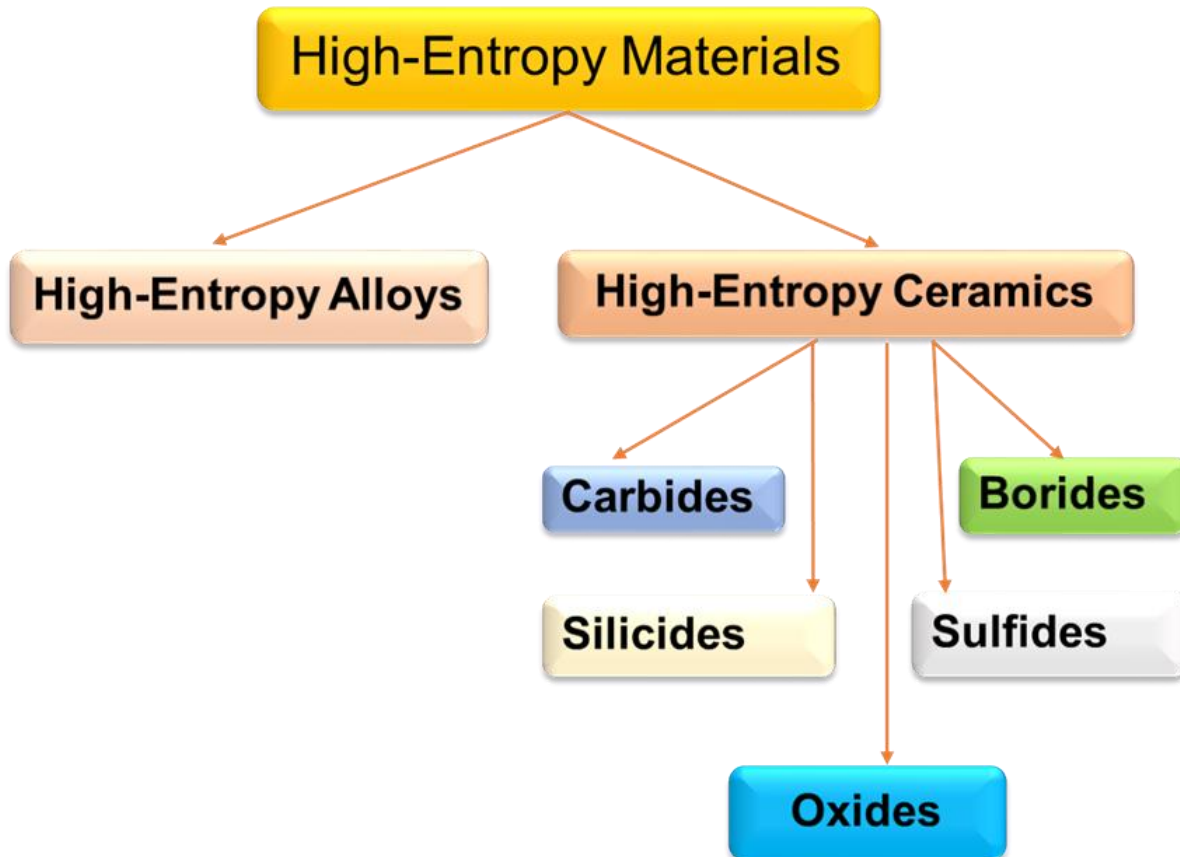 High-Entropy Materials
High-Entropy Alloys
High-Entropy Ceramics
Carbides
Borides
Silicides
Sulfides
Oxides